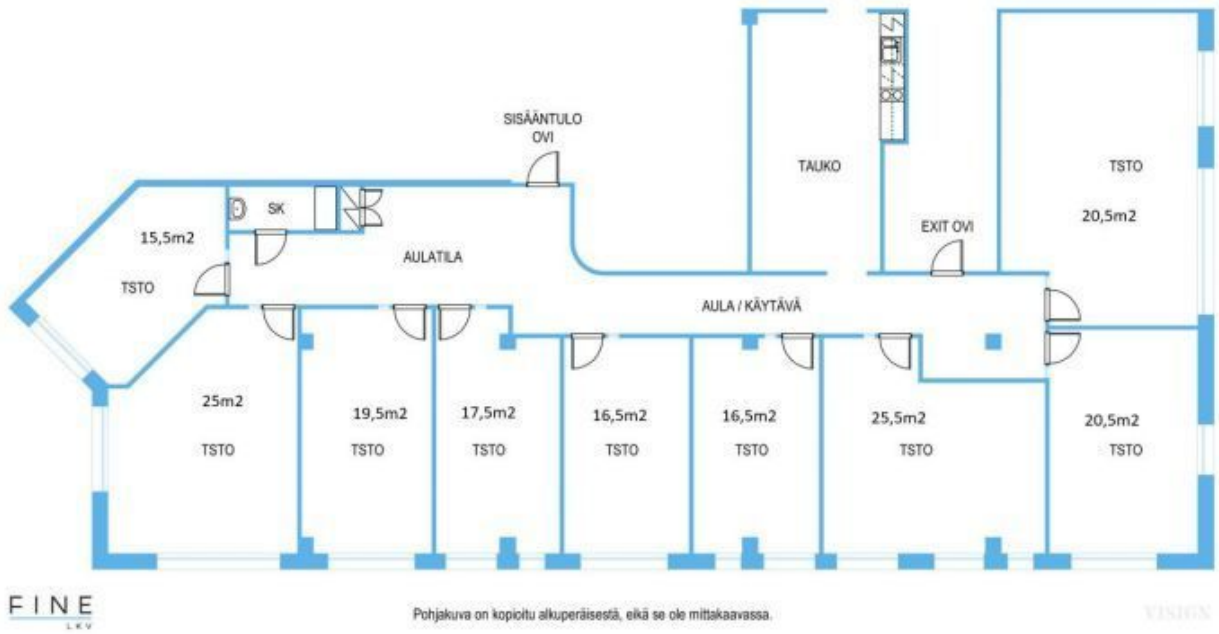 SISÄÄNTULO
OVI
TAUKO
TSTO
20,5m2
SK
15,5m2
TSTO
AULATILA
EXIT OVI
AULA / KÄYTÄVÄ
25m2
TSTO
19,5m2
TSTO
17,5m2
TSTO
16,5m2
TSTO
16,5m2
TSTO
25,5m2
TSTO
20,5m2
TSTO
FINE
LKV
Pohjakuva on kopioitu alkuperäisestä, eikä se ole mittakaavassa.
VISIGN